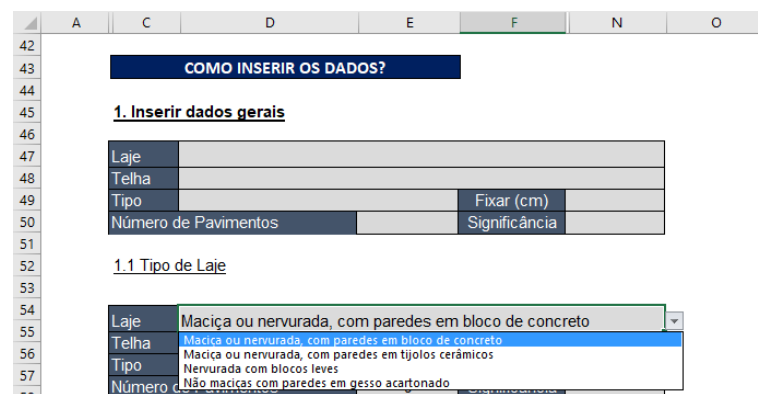 A C D E F N O
42
43 COMO INSERIR OS DADOS?
44
45 1. Inserir dados gerais
46
47 Laje
48 Telha
49 Tipo Fixar (cm)
50 Número de Pavimentos Significância
51
52 1.1 Tipo de Laje
53
54 Laje Maciça ou nervurada, com paredes em bloco de concreto
55 Telha Maciça ou nervurada, com paredes em bloco de concreto
Maciça ou nervurada, com paredes em tijolos cerâmicos
56 Tipo Nervurada com blocos leves
57 Número Não maciças com paredes em gesso acartonado